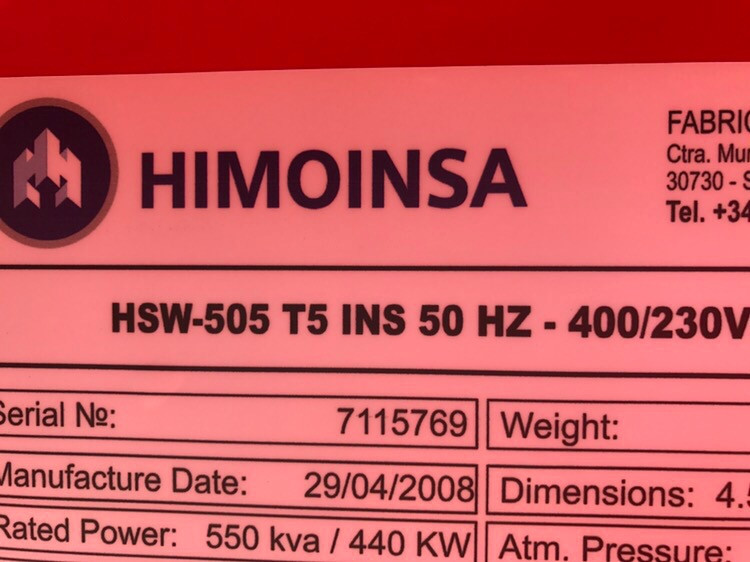 HIMOINSA
FABRIC
Ctra. Mur
30730 - S
Tel. +34
HSW-505 T5 INS 50 HZ - 400/230V
Serial Nº: 7115769 Weight:
Manufacture Date: 29/04/2008 Dimensions: 4.5
Rated Power: 550 kva / 440 KW Atm. Pressure: